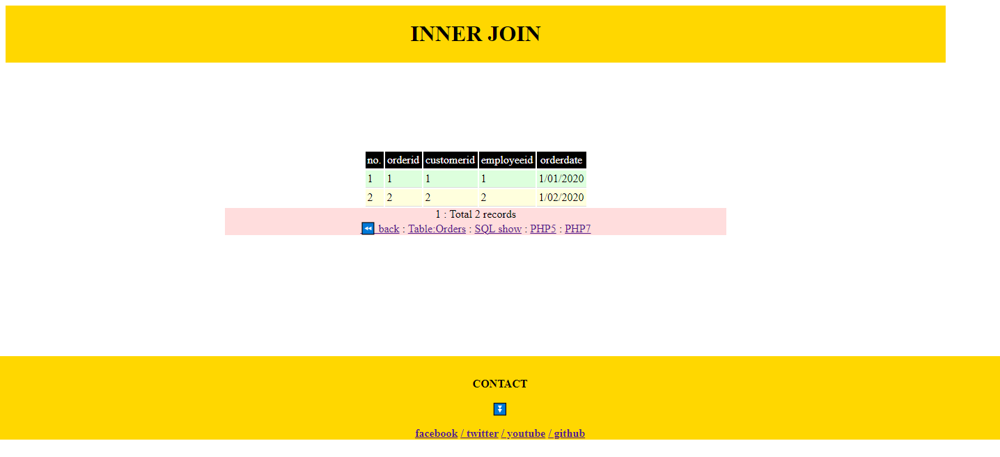 INNER JOIN
no. orderid customerid employeeid orderdate
1 1 1 1 1/01/2020
2 2 2 2 1/02/2020
1 : Total 2 records
⏪ back : Table:Orders : SQL show : PHP5 : PHP7
CONTACT
⏬
facebook / twitter / youtube / github